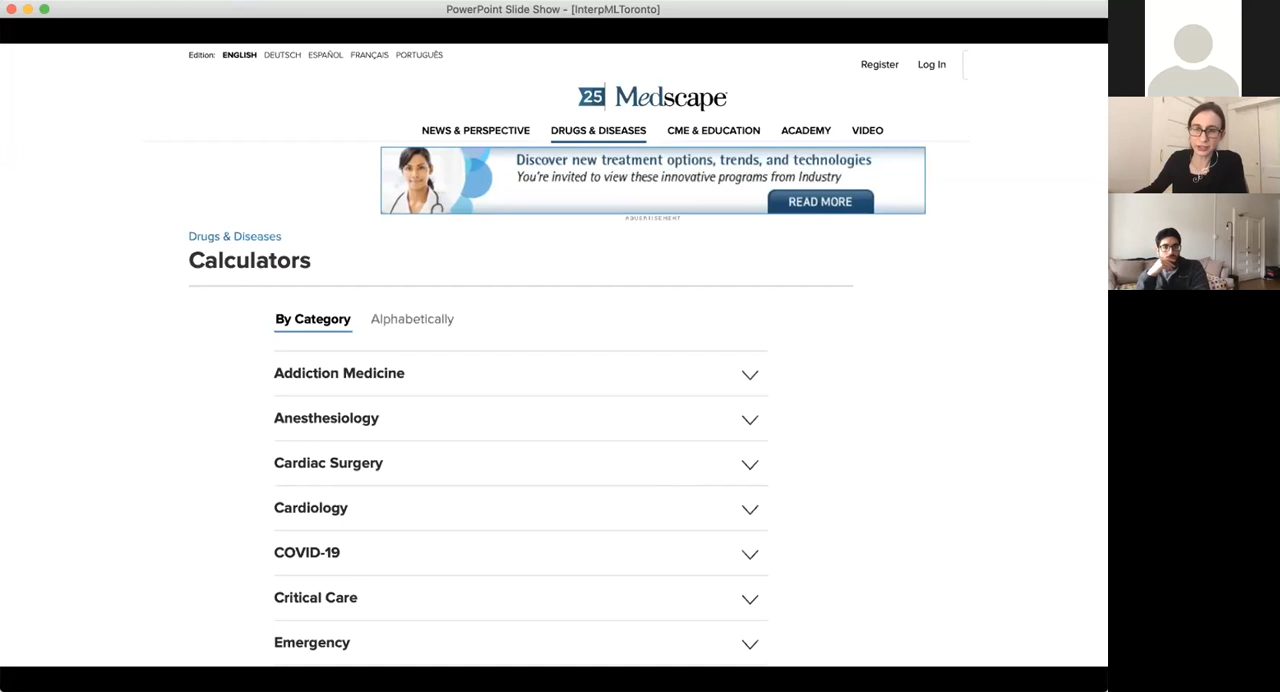 PowerPoint Slide Show - [InterpMLToronto]
Edition: ENGLISH DEUTSCH ESPAÑOL FRANÇAIS PORTUGUÊS
Register Log In
25 Medscape
NEWS & PERSPECTIVE DRUGS & DISEASES CME & EDUCATION ACADEMY VIDEO
Discover new treatment options, trends, and technologies
You're invited to view these innovative programs from Industry
READ MORE
ADVERTISEMENT
Drugs & Diseases
Calculators
By Category Alphabetically
Addiction Medicine
Anesthesiology
Cardiac Surgery
Cardiology
COVID-19
Critical Care
Emergency